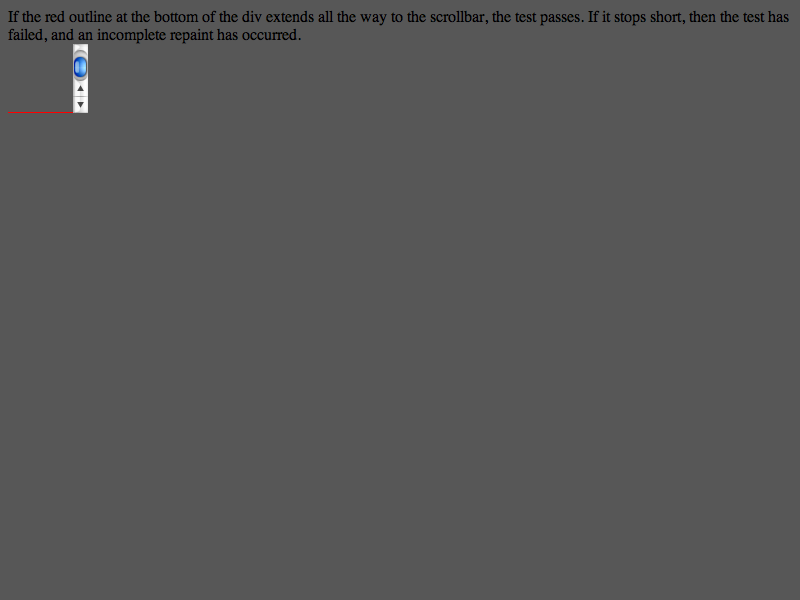 If the red outline at the bottom of the div extends all the way to the scrollbar, the test passes. If it stops short, then the test has
failed, and an incomplete repaint has occurred.